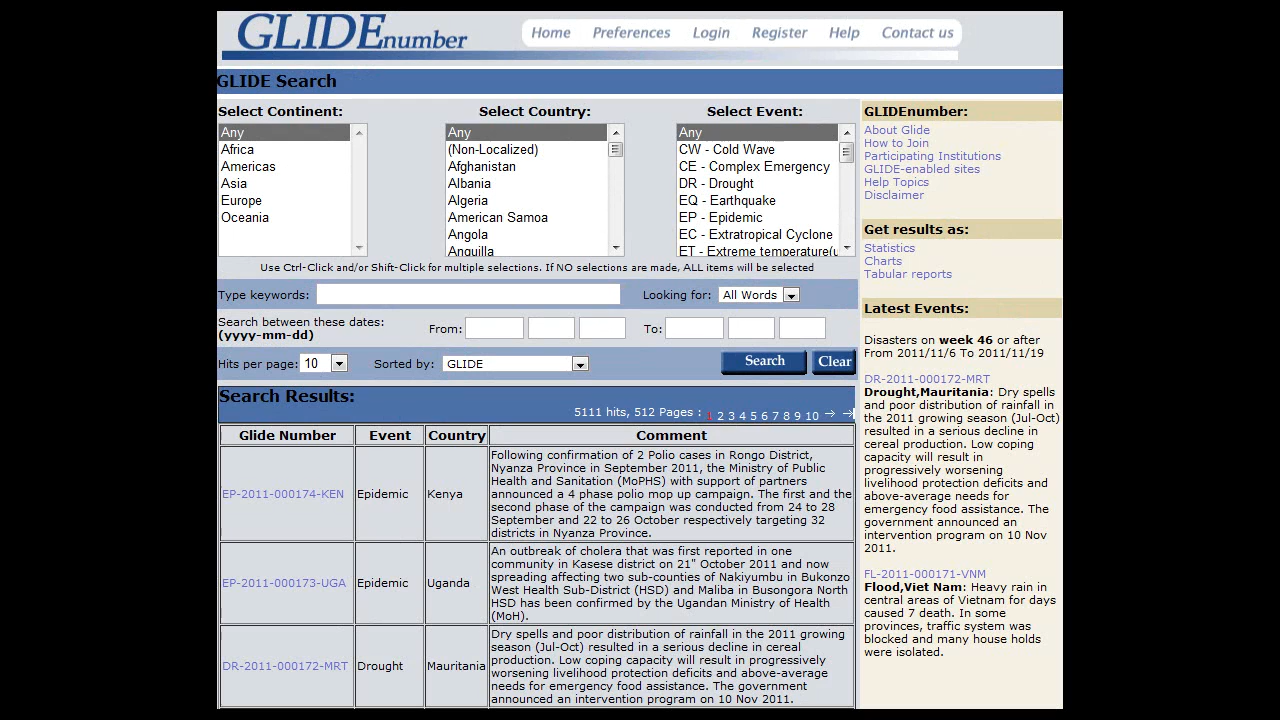 GLIDEnumber
Home Preferences Login Register Help Contact us
GLIDE Search
Select Continent:
Any
Africa
Americas
Asia
Europe
Oceania
Select Country:
Any
(Non-Localized)
Afghanistan
Albania
Algeria
American Samoa
Angola
Anguilla
Select Event:
Any
CW - Cold Wave
CE - Complex Emergency
DR - Drought
EQ - Earthquake
EP - Epidemic
EC - Extratropical Cyclone
ET - Extreme temperature(u
Use Ctrl-Click and/or Shift-Click for multiple selections. If NO selections are made, ALL items will be selected
Type keywords: Looking for: All Words
Search between these dates:
(yyyy-mm-dd)
From: To:
Hits per page: 10 Sorted by: GLIDE Search Clear
Search Results:
5111 hits, 512 Pages : 1 2 3 4 5 6 7 8 9 10
Glide Number Event Country Comment
EP-2011-000174-KEN Epidemic Kenya
Following confirmation of 2 Polio cases in Rongo District,
Nyanza Province in September 2011, the Ministry of Public
Health and Sanitation (MoPHS) with support of partners
announced a 4 phase polio mop up campaign. The first and the
second phase of the campaign was conducted from 24 to 28
September and 22 to 26 October respectively targeting 32
districts in Nyanza Province.
EP-2011-000173-UGA Epidemic Uganda
An outbreak of cholera that was first reported in one
community in Kasese district on 21" October 2011 and now
spreading affecting two sub-counties of Nakiyumbu in Bukonzo
West Health Sub-District (HSD) and Maliba in Busongora North
HSD has been confirmed by the Ugandan Ministry of Health
(MoH).
DR-2011-000172-MRT Drought Mauritania
Dry spells and poor distribution of rainfall in the 2011 growing
season (Jul-Oct) resulted in a serious decline in cereal
production. Low coping capacity will result in progressively
worsening livelihood protection deficits and above-average
needs for emergency food assistance. The government
announced an intervention program on 10 Nov 2011.
GLIDEnumber:
About Glide
How to Join
Participating Institutions
GLIDE-enabled sites
Help Topics
Disclaimer
Get results as:
Statistics
Charts
Tabular reports
Latest Events:
Disasters on week 46 or after
From 2011/11/6 To 2011/11/19
DR-2011-000172-MRT
Drought,Mauritania: Dry spells
and poor distribution of rainfall in
the 2011 growing season (Jul-Oct)
resulted in a serious decline in
cereal production. Low coping
capacity will result in
progressively worsening
livelihood protection deficits and
above-average needs for
emergency food assistance. The
government announced an
intervention program on 10 Nov
2011.
FL-2011-000171-VNM
Flood,Viet Nam: Heavy rain in
central areas of Vietnam for days
caused 7 death. In some
provinces, traffic system was
blocked and many house holds
were isolated.